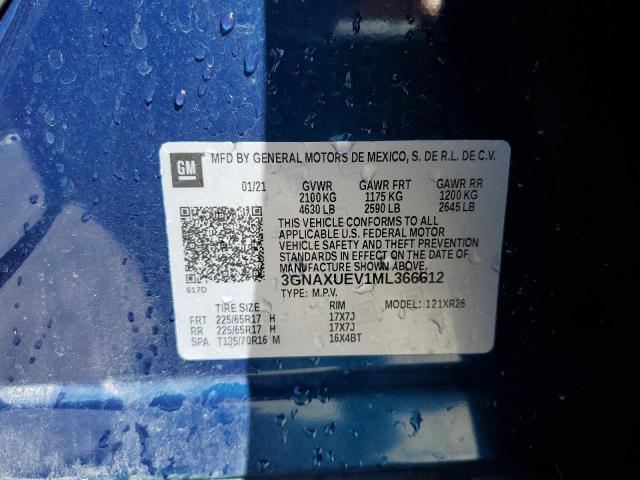 GM MFD BY GENERAL MOTORS DE MEXICO, S. DE R.L. DE C.V.
01/21 GVWR GAWR FRT GAWR RR
2100 KG 1175 KG 1200 KG
4630 LB 2590 LB 2645 LB
THIS VEHICLE CONFORMS TO ALL
APPLICABLE U.S. FEDERAL MOTOR
VEHICLE SAFETY AND THEFT PREVENTION
STANDARDS IN EFFECT ON THE DATE OF
MANUFACTURE SHOWN ABOVE.
617D 3GNAXUEV1ML366612
TYPE: M.P.V.
TIRE SIZE RIM MODEL: 121XR26
FRT 225/65R17 H 17X7J
RR 225/65R17 H 17X7J
SPA T135/70R16 M 16X4BT